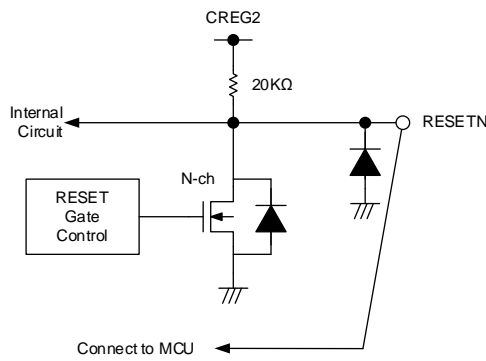 CREG2
20KΩ
Internal
Circuit
RESETN
N-ch
RESET
Gate
Control
Connect to MCU